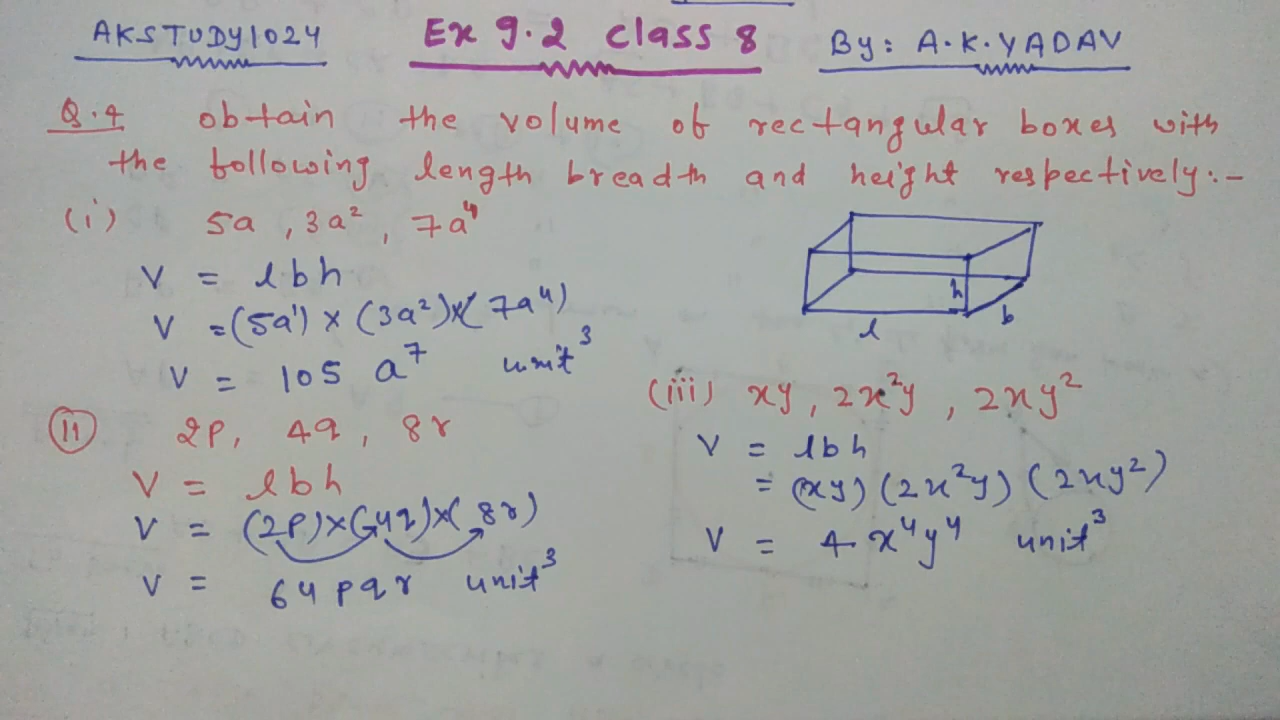 AKSTUDY1024 Ex 9.2 class 8 By: A.K.YADAV
Q.4 obtain the volume of rectangular boxes with
the following length breadth and height respectively:-
(i) 5a, 3a², 7a⁴
V = lbh
V = (5a¹) × (3a²) × (7a⁴)
V = 105 a⁷ unit³
h
b
l
(ii) 2p, 4q, 8r
V = lbh
V = (2p)×(4q)×(8r)
V = 64 pqr unit³
(iii) xy, 2x²y, 2xy²
V = lbh
= (xy) (2x²y) (2xy²)
V = 4 x⁴y⁴ unit³